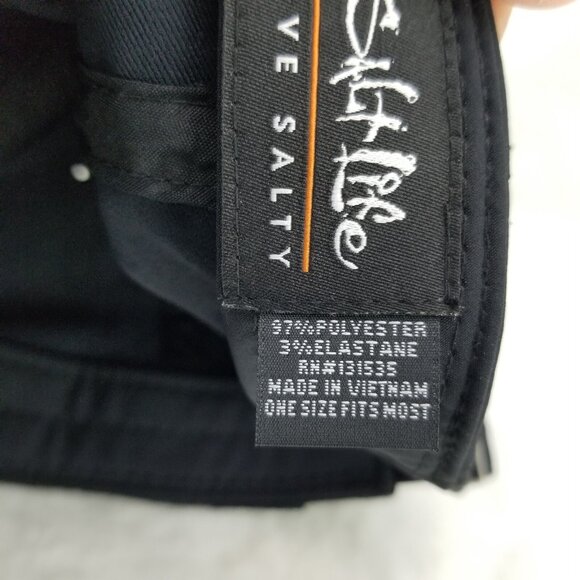 SALT Life
VE SALTY
97%POLYESTER
3%ELASTANE
RN#131535
MADE IN VIETNAM
ONE SIZE FITS MOST